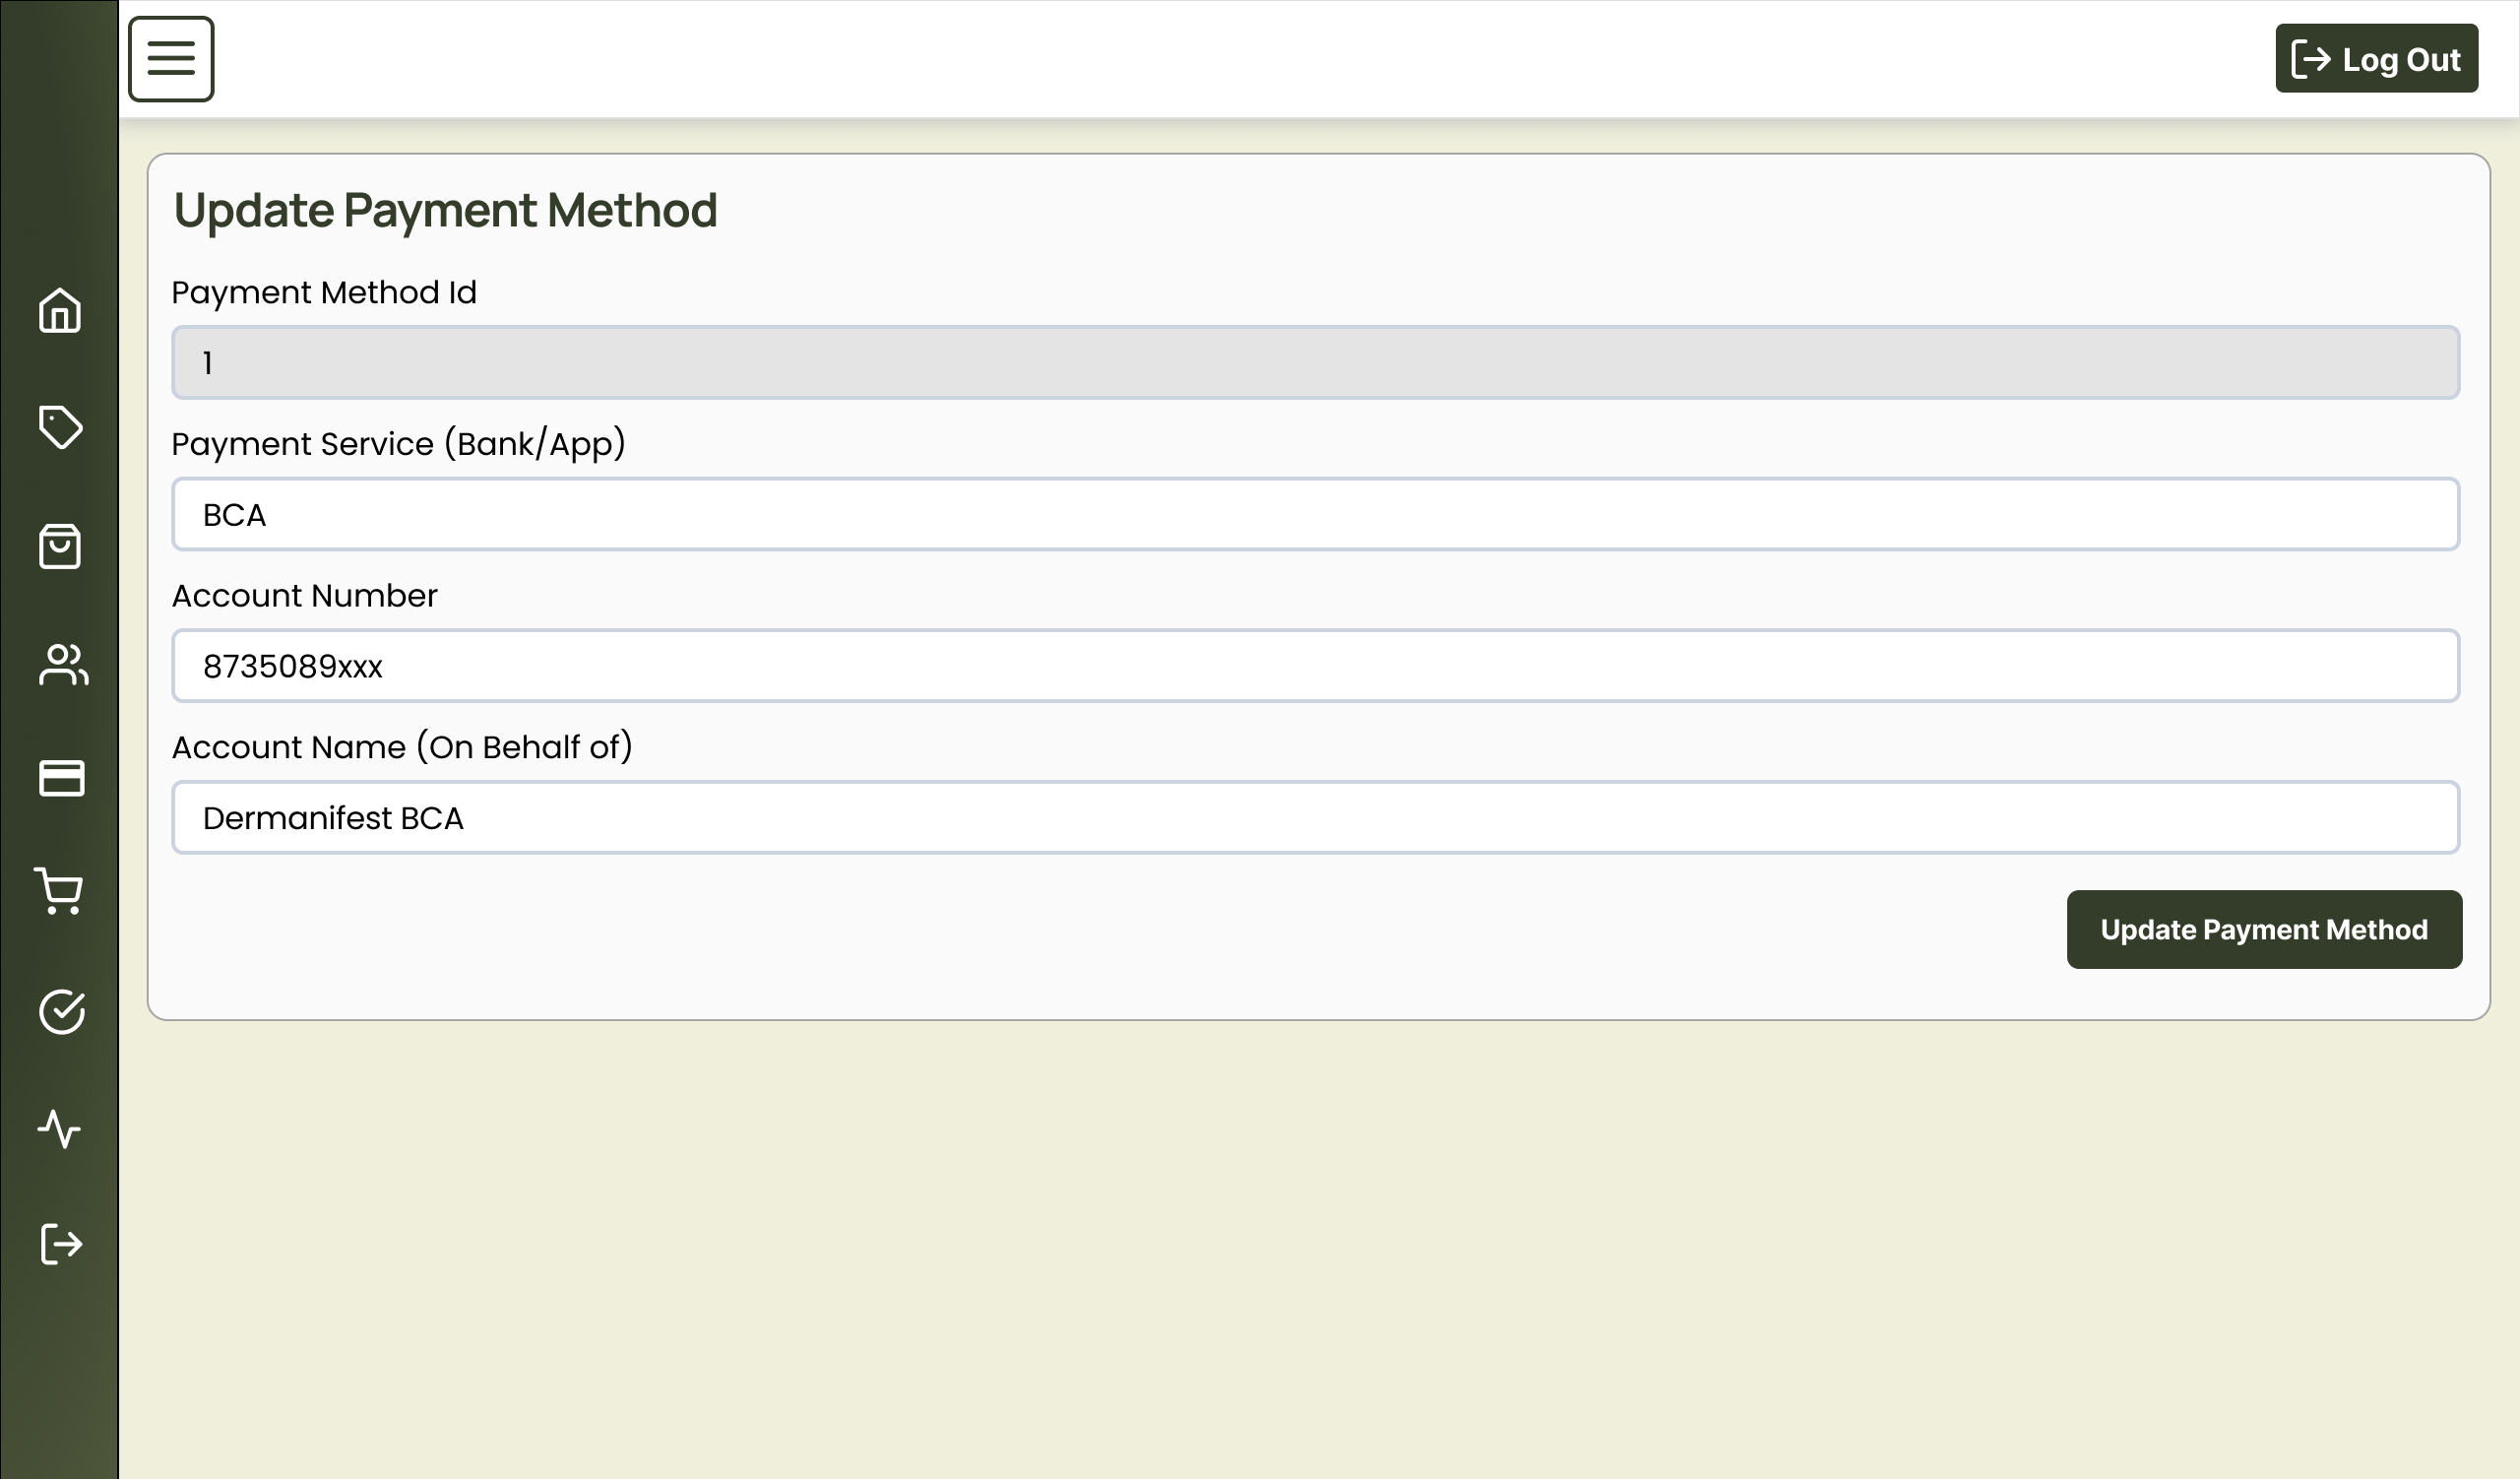 Log Out
Update Payment Method
Payment Method Id
1
Payment Service (Bank/App)
BCA
Account Number
8735089xxx
Account Name (On Behalf of)
Dermanifest BCA
Update Payment Method